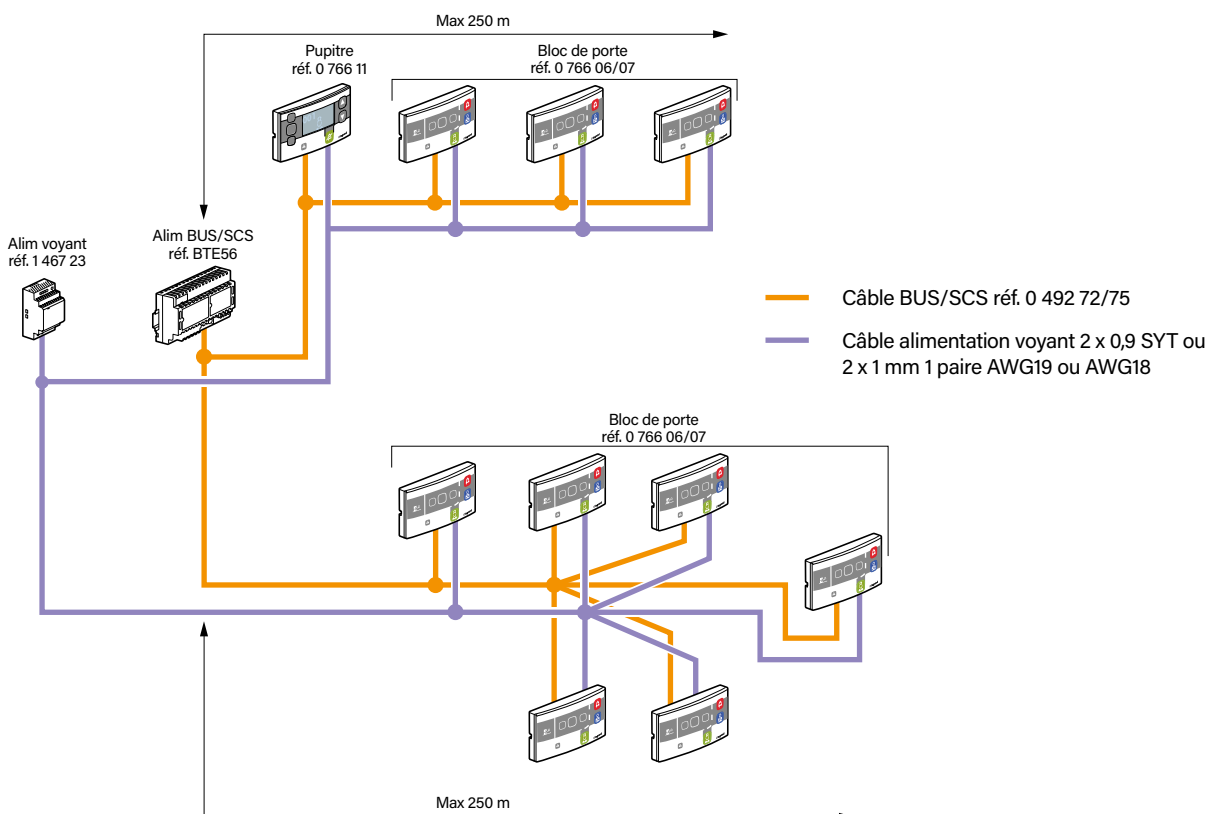 Max 250 m
Pupitre
réf. 0 766 11
Bloc de porte
réf. 0 766 06/07
Alim voyant
réf. 1 467 23
Alim BUS/SCS
réf. BTE56
Câble BUS/SCS réf. 0 492 72/75
Câble alimentation voyant 2 x 0,9 SYT ou
2 x 1 mm 1 paire AWG19 ou AWG18
Bloc de porte
réf. 0 766 06/07
Max 250 m